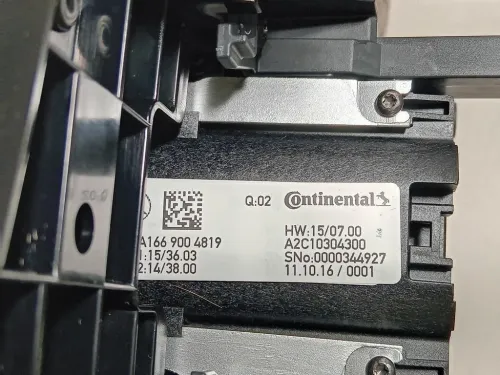 Q:02 Continental
A166 900 4819
:15/36.03
2:14/38.00
HW:15/07.00
A2C10304300
SNo:0000344927
11.10.16 / 0001